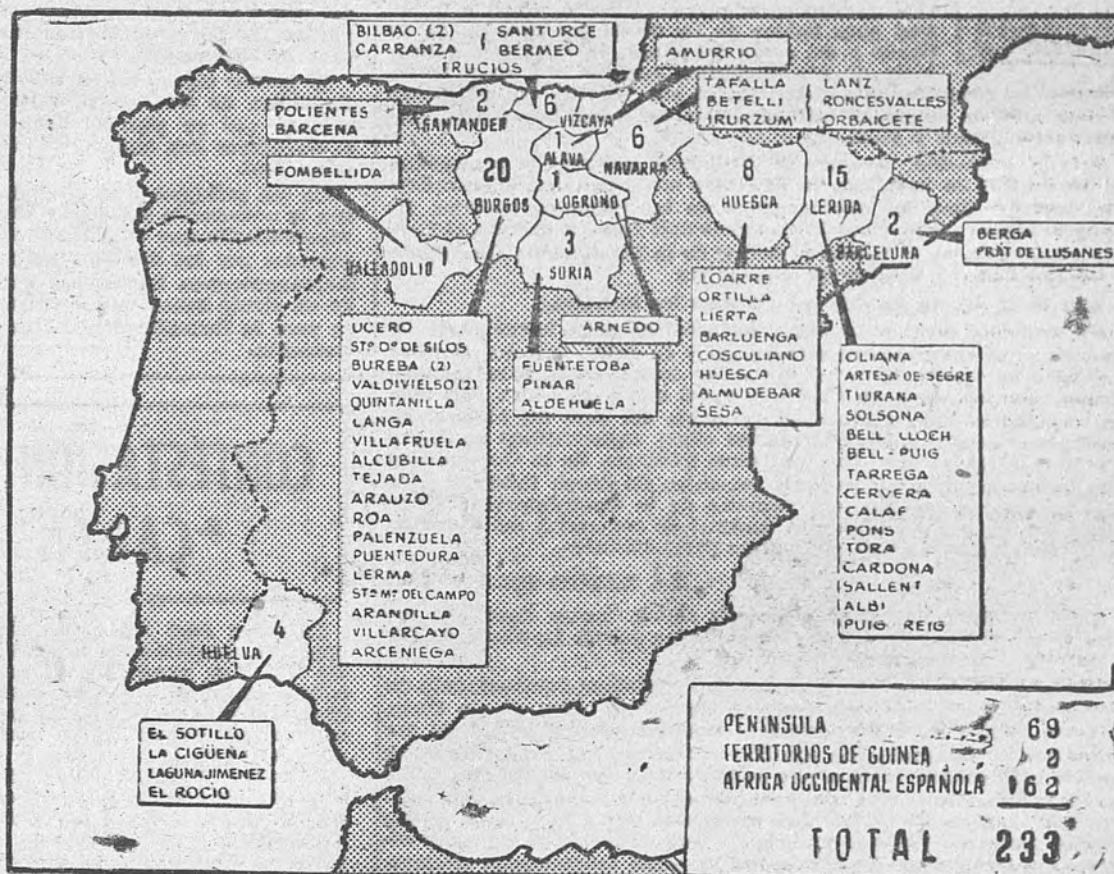 BILBAO. (2) SANTURCE
CARRANZA BERMEO
TRUCIOS
AMURRIO
TAFALLA LANZ
BETELLI RONCESVALLES
IRURZUM ORBAICETE
POLIENTES
BARCENA
FOMBELLIDA
2
SANTANDER
6
VIZCAYA
1
ALAVA
6
NAVARRA
20
BURGOS
1
LOGROÑO
8
HUESCA
15
LERIDA
2
BARCELONA
1
VALLADOLID
3
SORIA
BERGA
PRAT DE LLUSANES
UCERO
STº Dº DE SILOS
BUREBA (2)
VALDIVIELSO (2)
QUINTANILLA
LANGA
VILLAFRUELA
ALCUBILLA
TEJADA
ARAUZO
ROA
PALENZUELA
PUENTEDURA
LERMA
STª Mª DEL CAMPO
ARANDILLA
VILLARCAYO
ARCENIEGA
FUENTETOBA
PINAR
ALDEHUELA
ARNEDO
LOARRE
ORTILLA
LIERTA
BARLUENGA
COSCULIANO
HUESCA
ALMUDEBAR
SESA
OLIANA
ARTESA DE SEGRE
TIURANA
SOLSONA
BELL LLOCH
BELL-PUIG
TARREGA
CERVERA
CALAF
PONS
TORA
CARDONA
SALLENT
ALBI
PUIG REIG
4
HUELVA
EL SOTILLO
LA CIGÜEÑA
LAGUNA JIMENEZ
EL ROCIO
PENINSULA 69
TERRITORIOS DE GUINEA 2
AFRICA OCCIDENTAL ESPAÑOLA 162
TOTAL 233